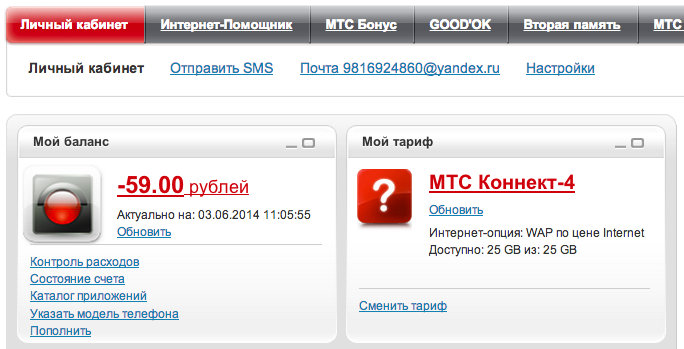 Личный кабинет Интернет-Помощник МТС Бонус GOOD'OK Вторая память МТС
Личный кабинет Отправить SMS Почта 9816924860@yandex.ru Настройки
Мой баланс
-59.00 рублей
Актуально на: 03.06.2014 11:05:55
Обновить
Контроль расходов
Состояние счета
Каталог приложений
Указать модель телефона
Пополнить
Мой тариф
МТС Коннект-4
Обновить
Интернет-опция: WAP по цене Internet
Доступно: 25 GB из: 25 GB
Сменить тариф